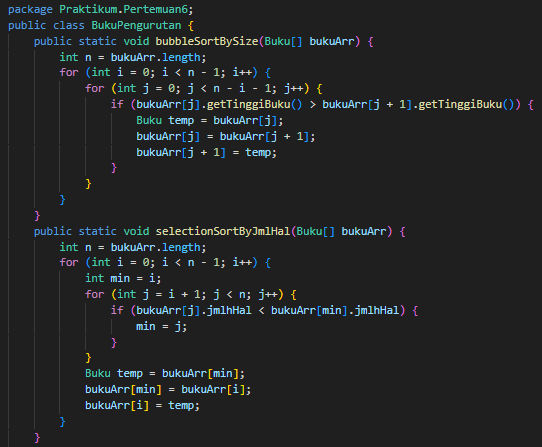 package Praktikum.Pertemuan6;
public class BukuPengurutan {
    public static void bubbleSortBySize(Buku[] bukuArr) {
        int n = bukuArr.length;
        for (int i = 0; i < n - 1; i++) {
            for (int j = 0; j < n - i - 1; j++) {
                if (bukuArr[j].getTinggiBuku() > bukuArr[j + 1].getTinggiBuku()) {
                    Buku temp = bukuArr[j];
                    bukuArr[j] = bukuArr[j + 1];
                    bukuArr[j + 1] = temp;
                }
            }
        }
    }
    public static void selectionSortByJmlHal(Buku[] bukuArr) {
        int n = bukuArr.length;
        for (int i = 0; i < n - 1; i++) {
            int min = i;
            for (int j = i + 1; j < n; j++) {
                if (bukuArr[j].jmlhHal < bukuArr[min].jmlhHal) {
                    min = j;
                }
            }
            Buku temp = bukuArr[min];
            bukuArr[min] = bukuArr[i];
            bukuArr[i] = temp;
        }
    }